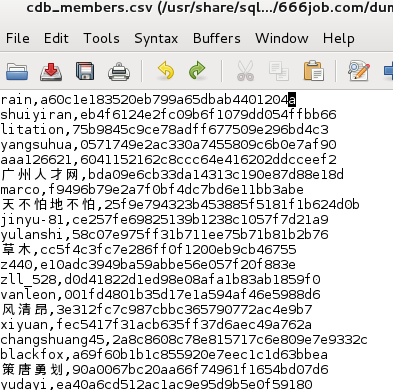 cdb_members.csv (/usr/share/sql.../666job.com/dum
File Edit Tools Syntax Buffers Window Help
rain,a60c1e183520eb799a65dbab4401204a
shuiyiran,eb4f6124e2fc09b6f1079dd054ffbb66
litation,75b9845c9ce78adff677509e296bd4c3
yangsuhua,0571749e2ac330a7455809c6b0e7af90
aaa126621,6041152162c8ccc64e416202ddcceef2
广州人才网,bda09e6cb33da14313c190e87d88e18d
marco,f9496b79e2a7f0bf4dc7bd6e11bb3abe
天不怕地不怕,25f9e794323b453885f5181f1b624d0b
jinyu-81,ce257fe69825139b1238c1057f7d21a9
yulanshi,58c07e975ff31b711ee75b71b81b2b76
草木,cc5f4c3fc7e286ff0f1200eb9cb46755
z440,e10adc3949ba59abbe56e057f20f883e
zll_528,d0d41822d1ed98e08afa1b83ab1859f0
vanleon,001fd4801b35d17e1a594af46e5988d6
风清昂,3e312fc7c987cbbc365790772ac4e9b7
xiyuan,fec5417f31acb635ff37d6aec49a762a
changshuang45,2a8c8608c78e815717c6e809e7e9332c
blackfox,a69f60b1b1c855920e7eec1c1d63bbea
策唐勇划,90a0067bc20aa66f74961f1654bd07d6
yudayi,ea40a6cd512ac1ac9e95d9b5e0f59180